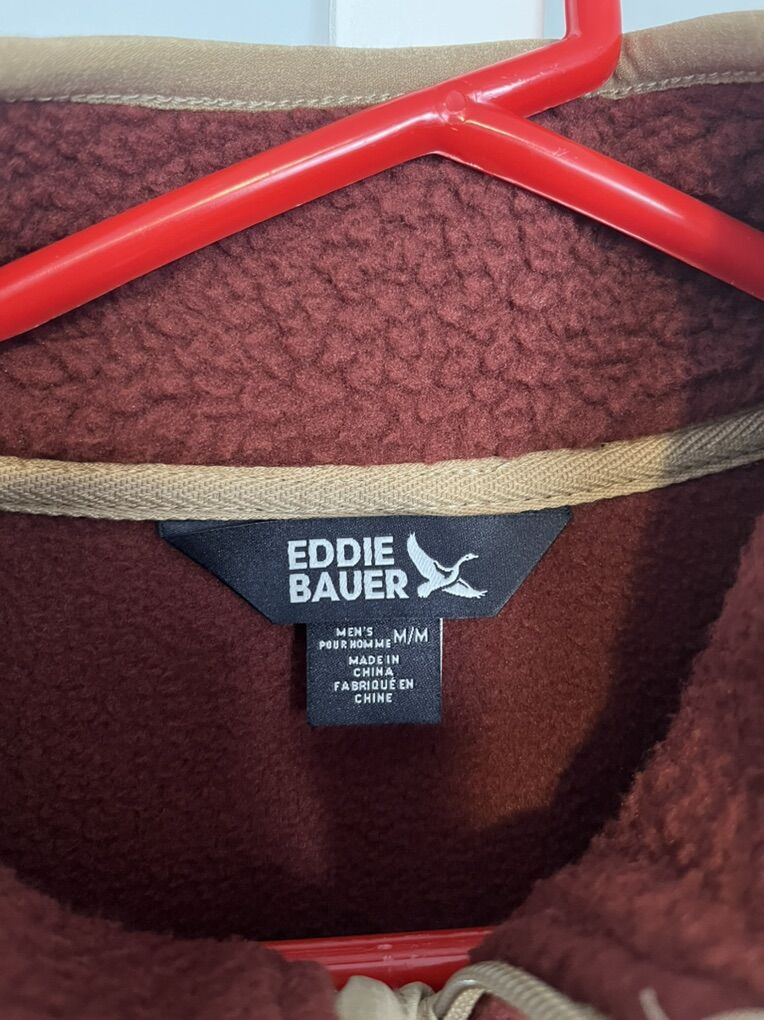 EDDIE
BAUER
MEN'S
POUR HOMME M/M
MADE IN
CHINA
FABRIQUÉ EN
CHINE